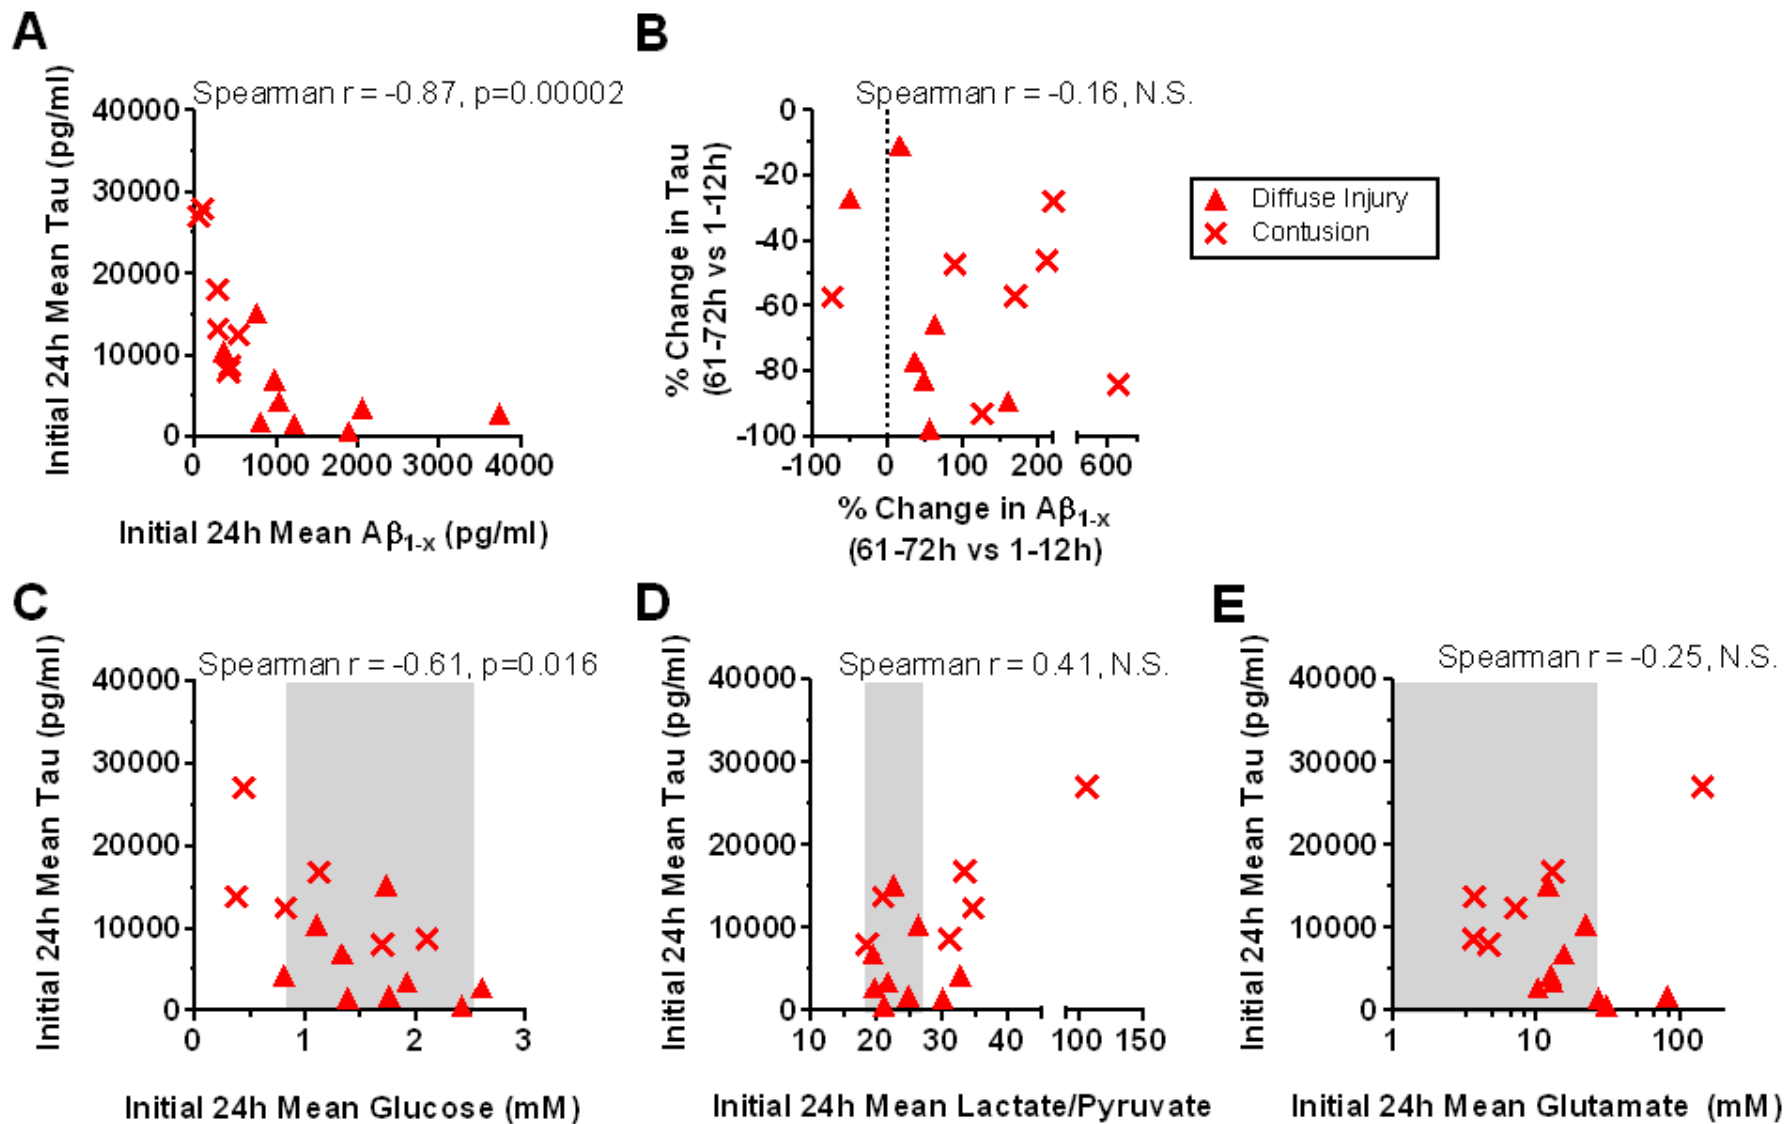 A
Spearman r = -0.87, p=0.00002
Initial 24h Mean Tau (pg/ml)
40000
30000
20000
10000
0
0 1000 2000 3000 4000
Initial 24h Mean Aβ1-x (pg/ml)
B
Spearman r = -0.16, N.S.
% Change in Tau
(61-72h vs 1-12h)
0
-20
-40
-60
-80
-100
-100 0 100 200 600
% Change in Aβ1-x
(61-72h vs 1-12h)
Diffuse Injury
Contusion
C
Spearman r = -0.61, p=0.016
Initial 24h Mean Tau (pg/ml)
40000
30000
20000
10000
0
0 1 2 3
Initial 24h Mean Glucose (mM)
D
Spearman r = 0.41, N.S.
Initial 24h Mean Tau (pg/ml)
40000
30000
20000
10000
0
10 20 30 40 100 150
Initial 24h Mean Lactate/Pyruvate
E
Spearman r = -0.25, N.S.
Initial 24h Mean Tau (pg/ml)
40000
30000
20000
10000
0
1 10 100
Initial 24h Mean Glutamate (mM)